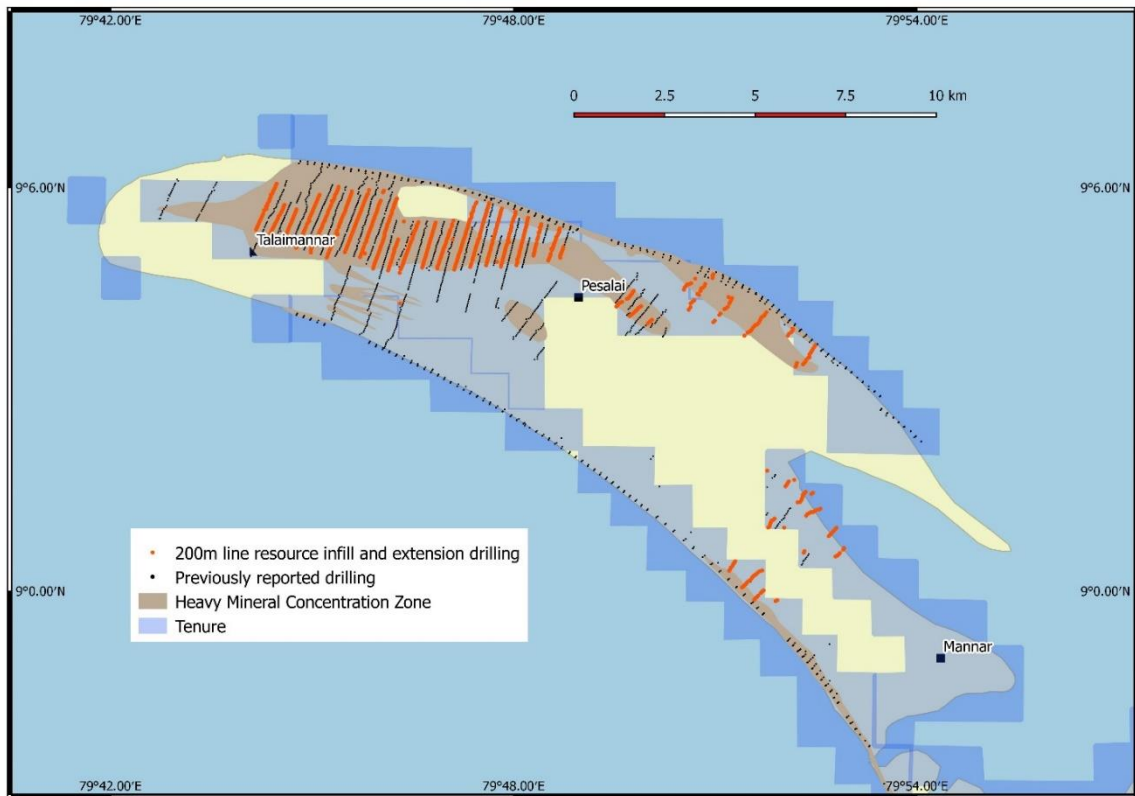 79°42.00′E 79°48.00′E 79°54.00′E
0 2.5 5 7.5 10 km
9°6.00′N 9°6.00′N
Talaimannar
Pesalai
200m line resource infill and extension drilling
Previously reported drilling
9°0.00′N Heavy Mineral Concentration Zone 9°0.00′N
Tenure
Mannar
79°42.00′E 79°48.00′E 79°54.00′E